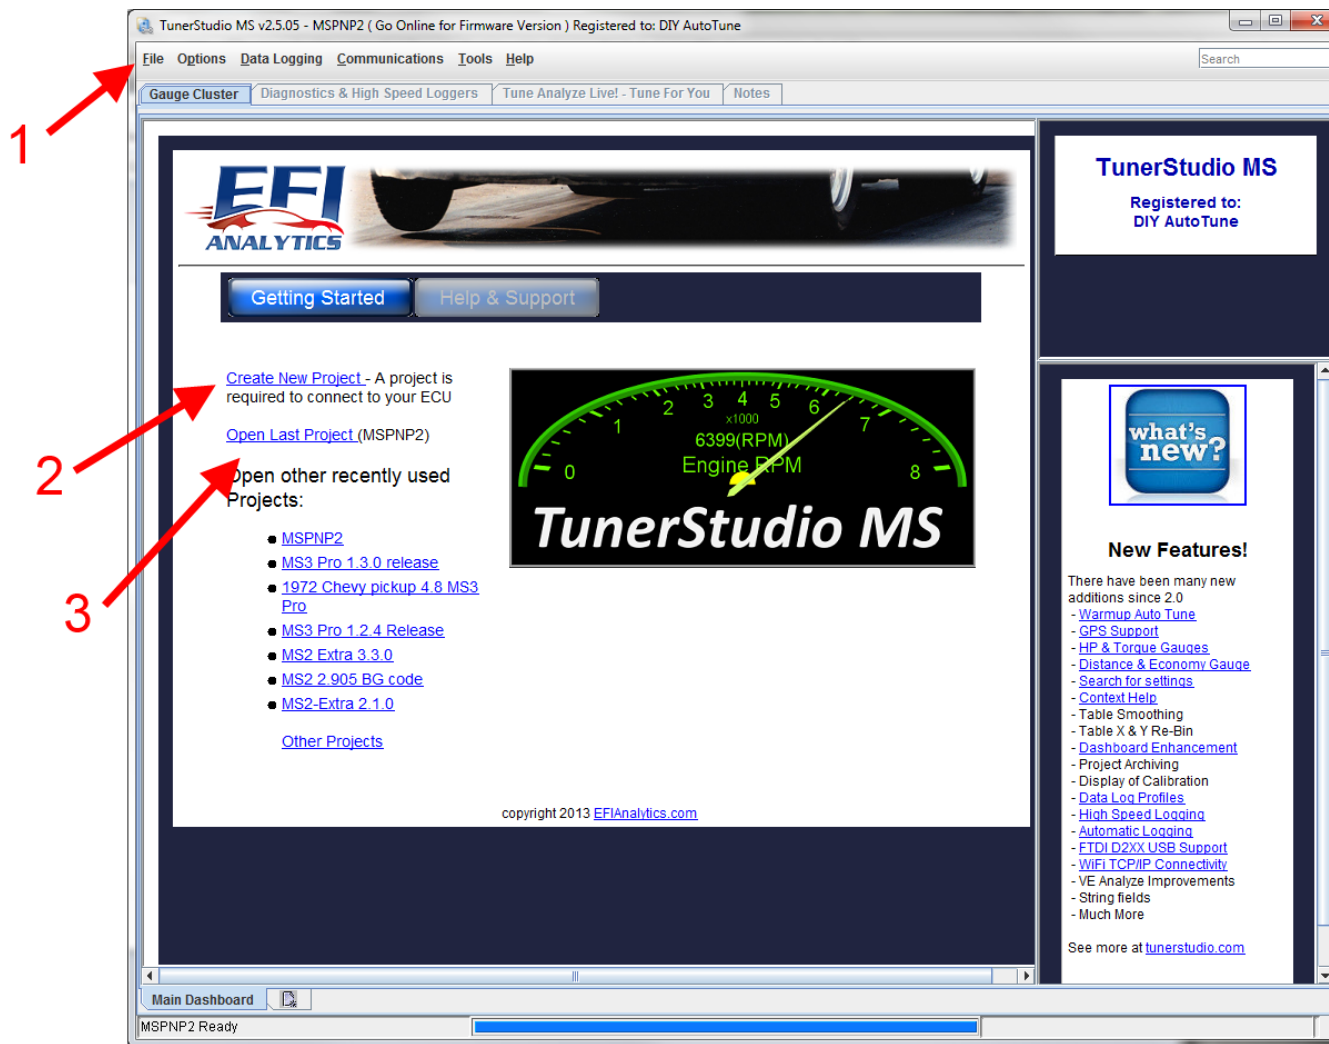 TunerStudio MS v2.5.05 - MSPNP2 ( Go Online for Firmware Version ) Registered to: DIY AutoTune
File Options Data Logging Communications Tools Help
Search
Gauge Cluster Diagnostics & High Speed Loggers Tune Analyze Live! - Tune For You Notes
1
EFI
ANALYTICS
Getting Started Help & Support
Create New Project - A project is
required to connect to your ECU
Open Last Project (MSPNP2)
2
3
Open other recently used
Projects:
MSPNP2
MS3 Pro 1.3.0 release
1972 Chevy pickup 4.8 MS3
Pro
MS3 Pro 1.2.4 Release
MS2 Extra 3.3.0
MS2 2.905 BG code
MS2-Extra 2.1.0
Other Projects
0 1 2 3 4 5 6 7 8
x1000
6399(RPM)
Engine RPM
TunerStudio MS
copyright 2013 EFIAnalytics.com
TunerStudio MS
Registered to:
DIY AutoTune
what's
new?
New Features!
There have been many new
additions since 2.0
- Warmup Auto Tune
- GPS Support
- HP & Torque Gauges
- Distance & Economy Gauge
- Search for settings
- Context Help
- Table Smoothing
- Table X & Y Re-Bin
- Dashboard Enhancement
- Project Archiving
- Display of Calibration
- Data Log Profiles
- High Speed Logging
- Automatic Logging
- FTDI D2XX USB Support
- WiFi TCP/IP Connectivity
- VE Analyze Improvements
- String fields
- Much More
See more at tunerstudio.com
Main Dashboard
MSPNP2 Ready